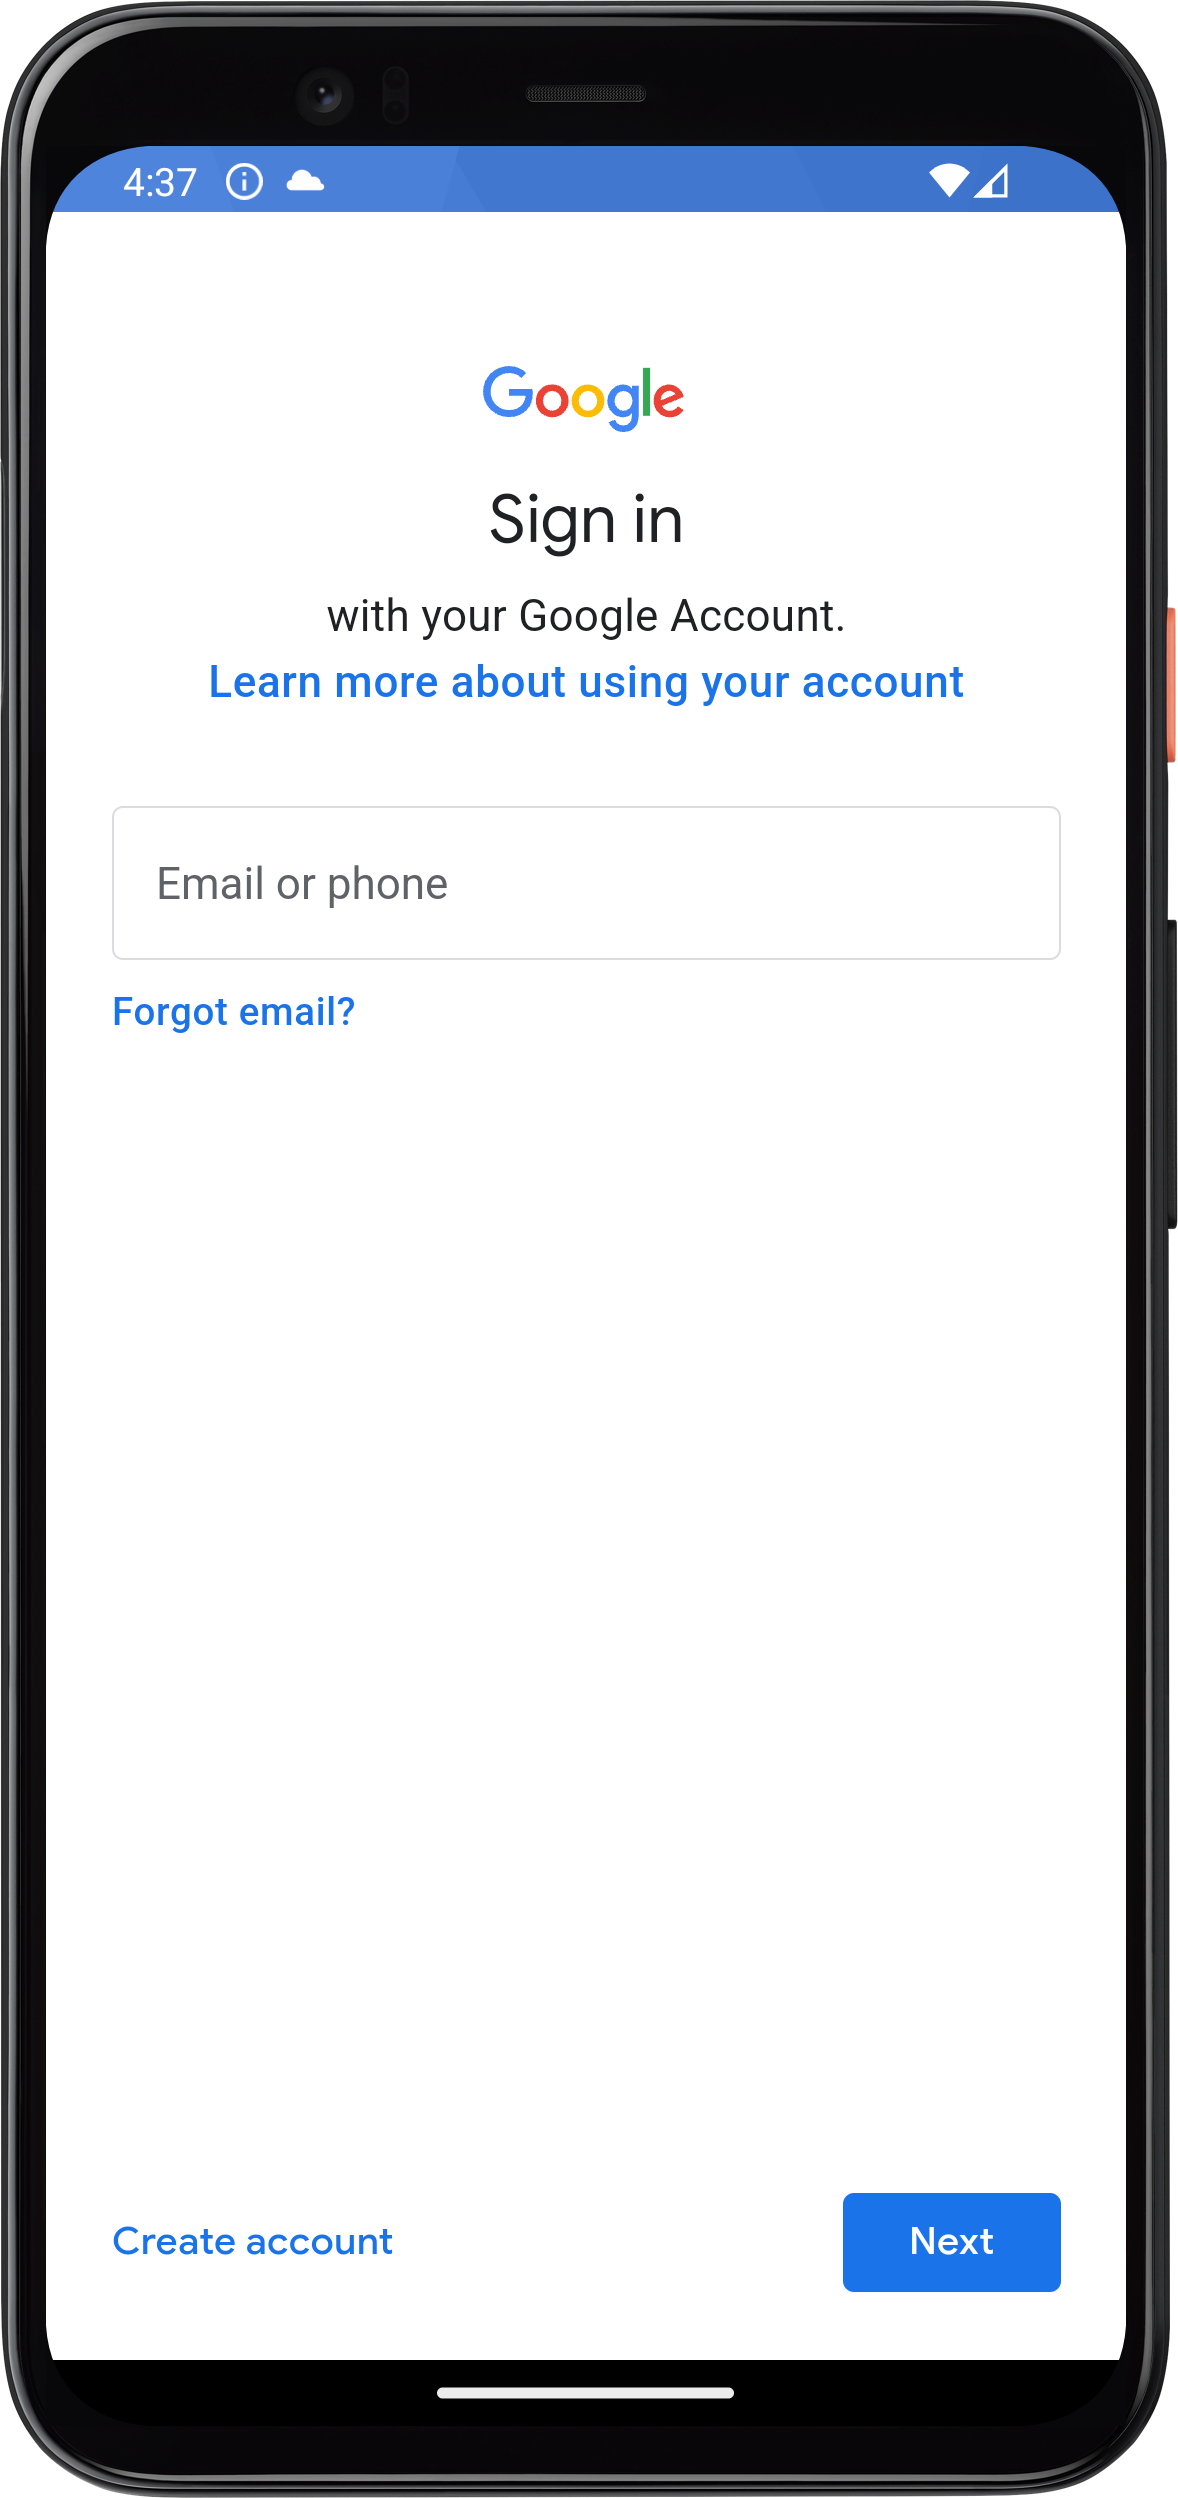 4:37
Google
Sign in
with your Google Account.
Learn more about using your account
Email or phone
Forgot email?
Create account
Next